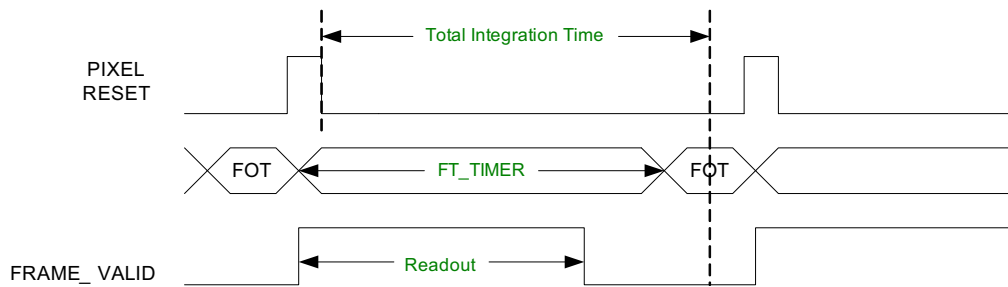 Total Integration Time
PIXEL
RESET
FOT
FT_TIMER
FOT
FRAME_ VALID
Readout